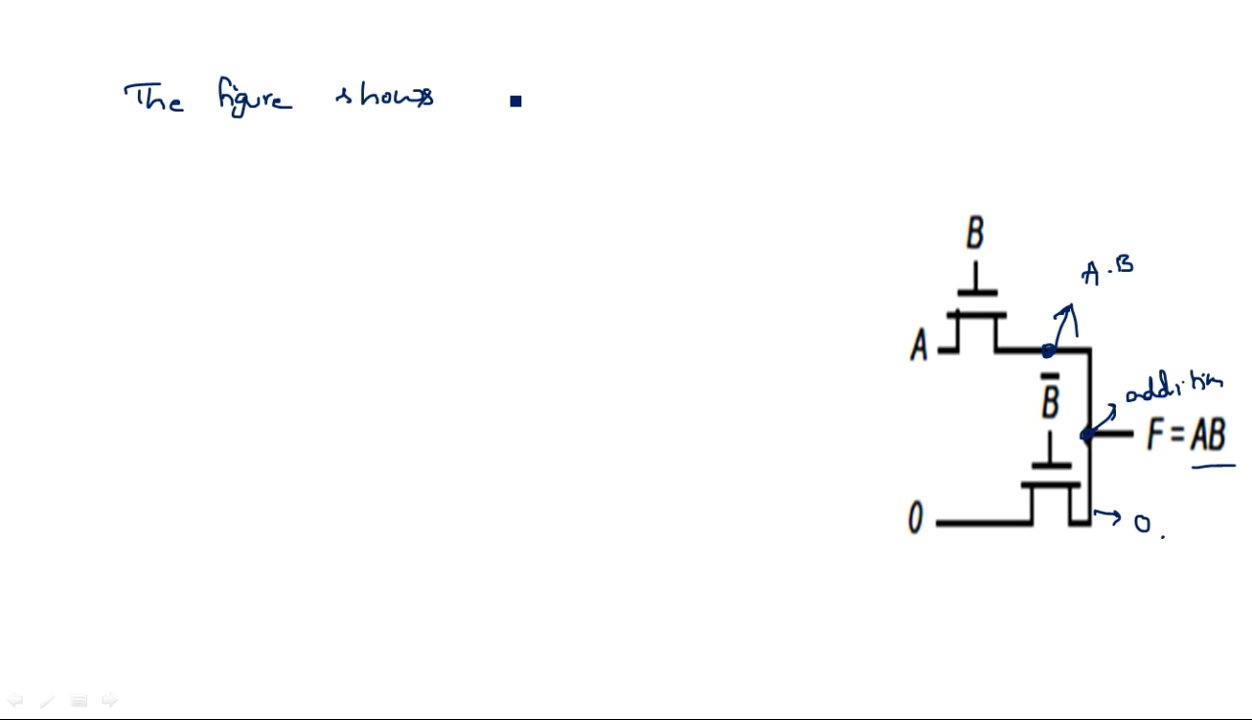 The figure shows
B
A.B
A
B̅
addition
F = AB
0
0.